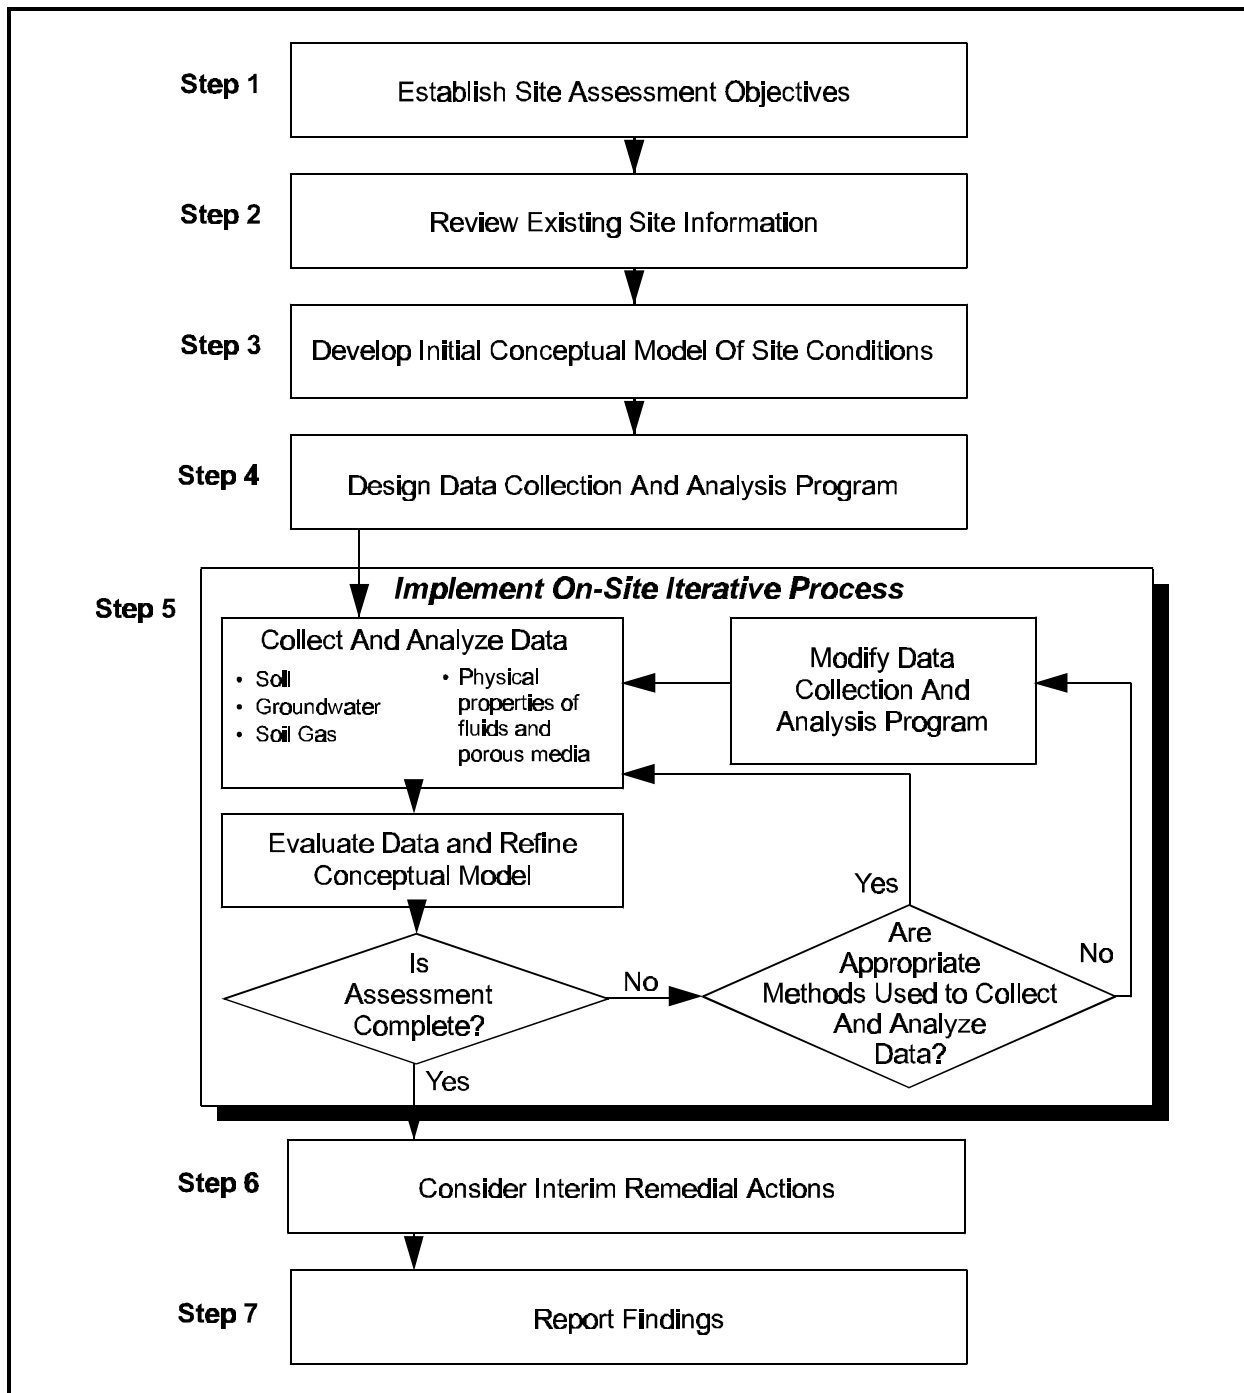 Step 1
Establish Site Assessment Objectives
Step 2
Review Existing Site Information
Step 3
Develop Initial Conceptual Model Of Site Conditions
Step 4
Design Data Collection And Analysis Program
Step 5
Implement On-Site Iterative Process
Collect And Analyze Data
• Soil
• Groundwater
• Soil Gas
• Physical
properties of
fluids and
porous media
Modify Data
Collection And
Analysis Program
Evaluate Data and Refine
Conceptual Model
Is
Assessment
Complete?
No
Yes
Are
Appropriate
Methods Used to Collect
And Analyze
Data?
Yes
No
Step 6
Consider Interim Remedial Actions
Step 7
Report Findings